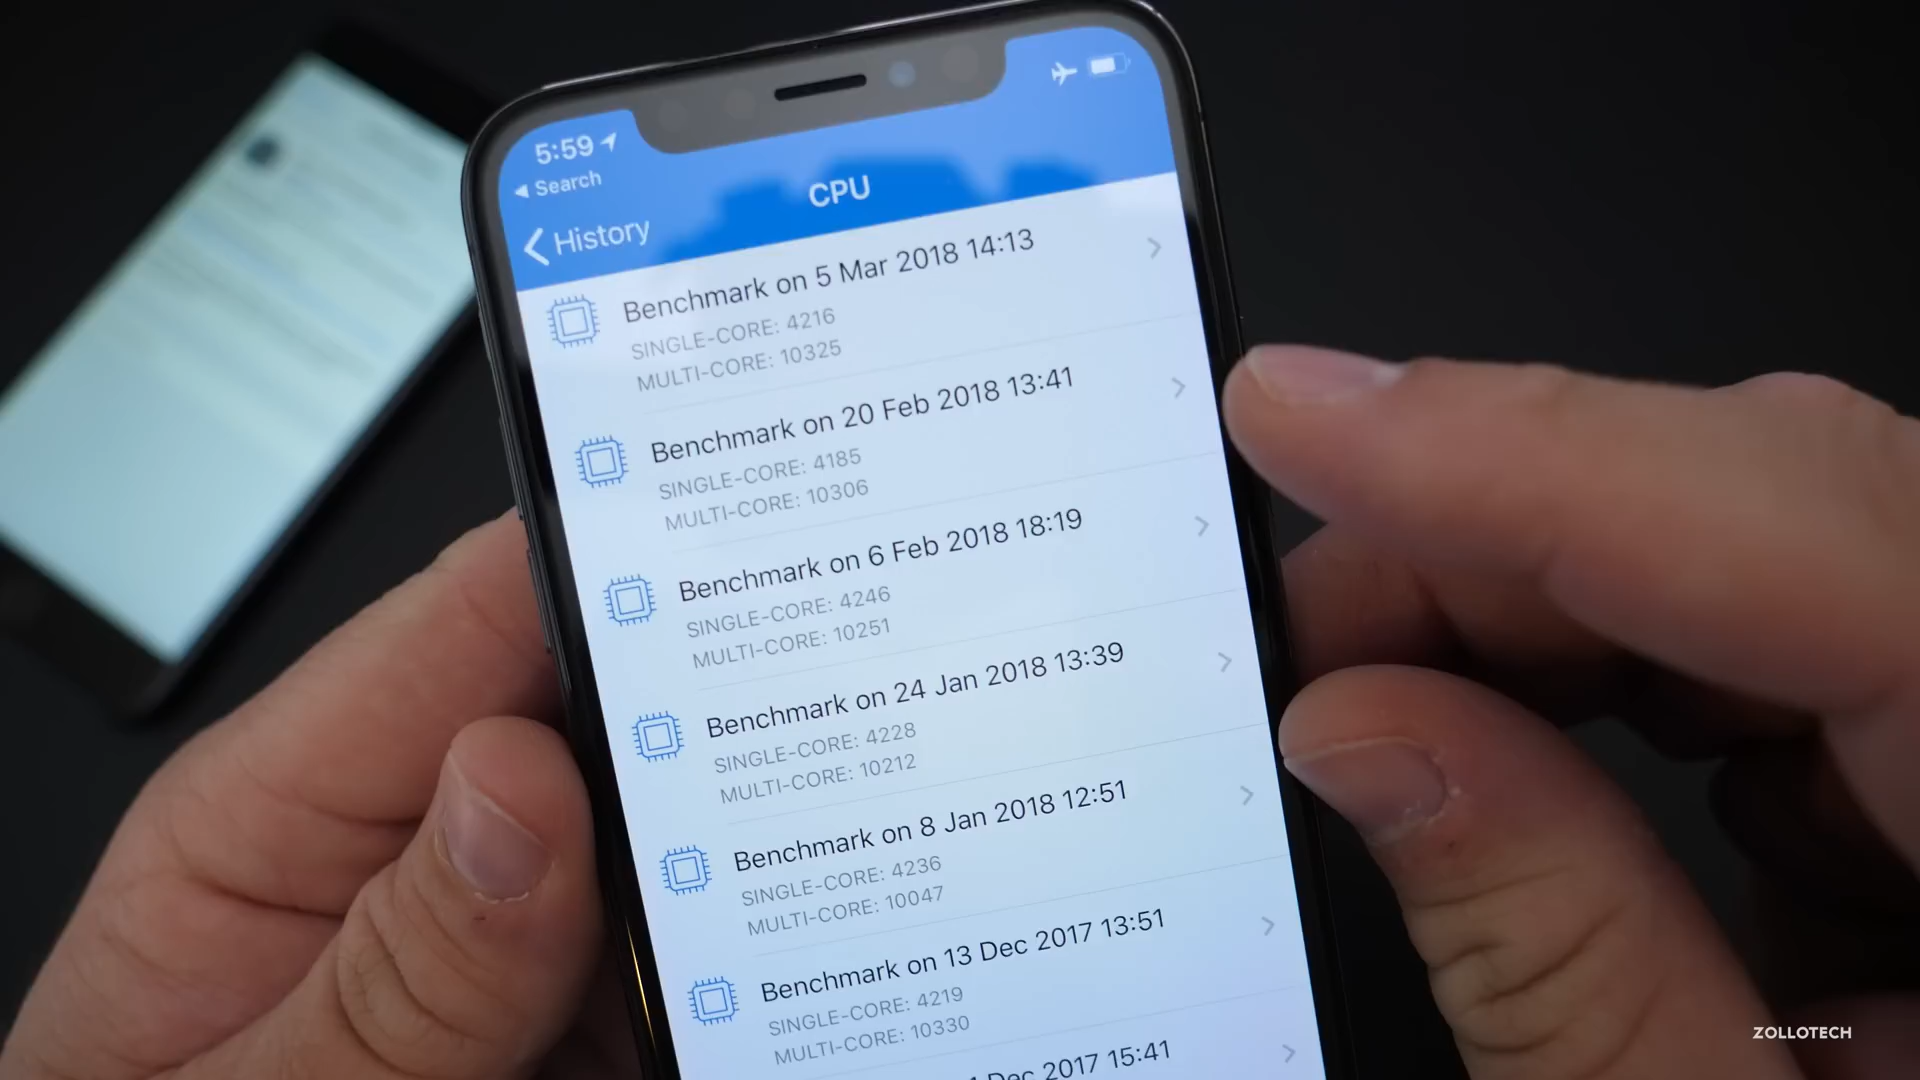 5:59
Search
CPU
History
Benchmark on 5 Mar 2018 14:13
SINGLE-CORE: 4216
MULTI-CORE: 10325
Benchmark on 20 Feb 2018 13:41
SINGLE-CORE: 4185
MULTI-CORE: 10306
Benchmark on 6 Feb 2018 18:19
SINGLE-CORE: 4246
MULTI-CORE: 10251
Benchmark on 24 Jan 2018 13:39
SINGLE-CORE: 4228
MULTI-CORE: 10212
Benchmark on 8 Jan 2018 12:51
SINGLE-CORE: 4236
MULTI-CORE: 10047
Benchmark on 13 Dec 2017 13:51
SINGLE-CORE: 4219
MULTI-CORE: 10330
Dec 2017 15:41
ZOLLOTECH